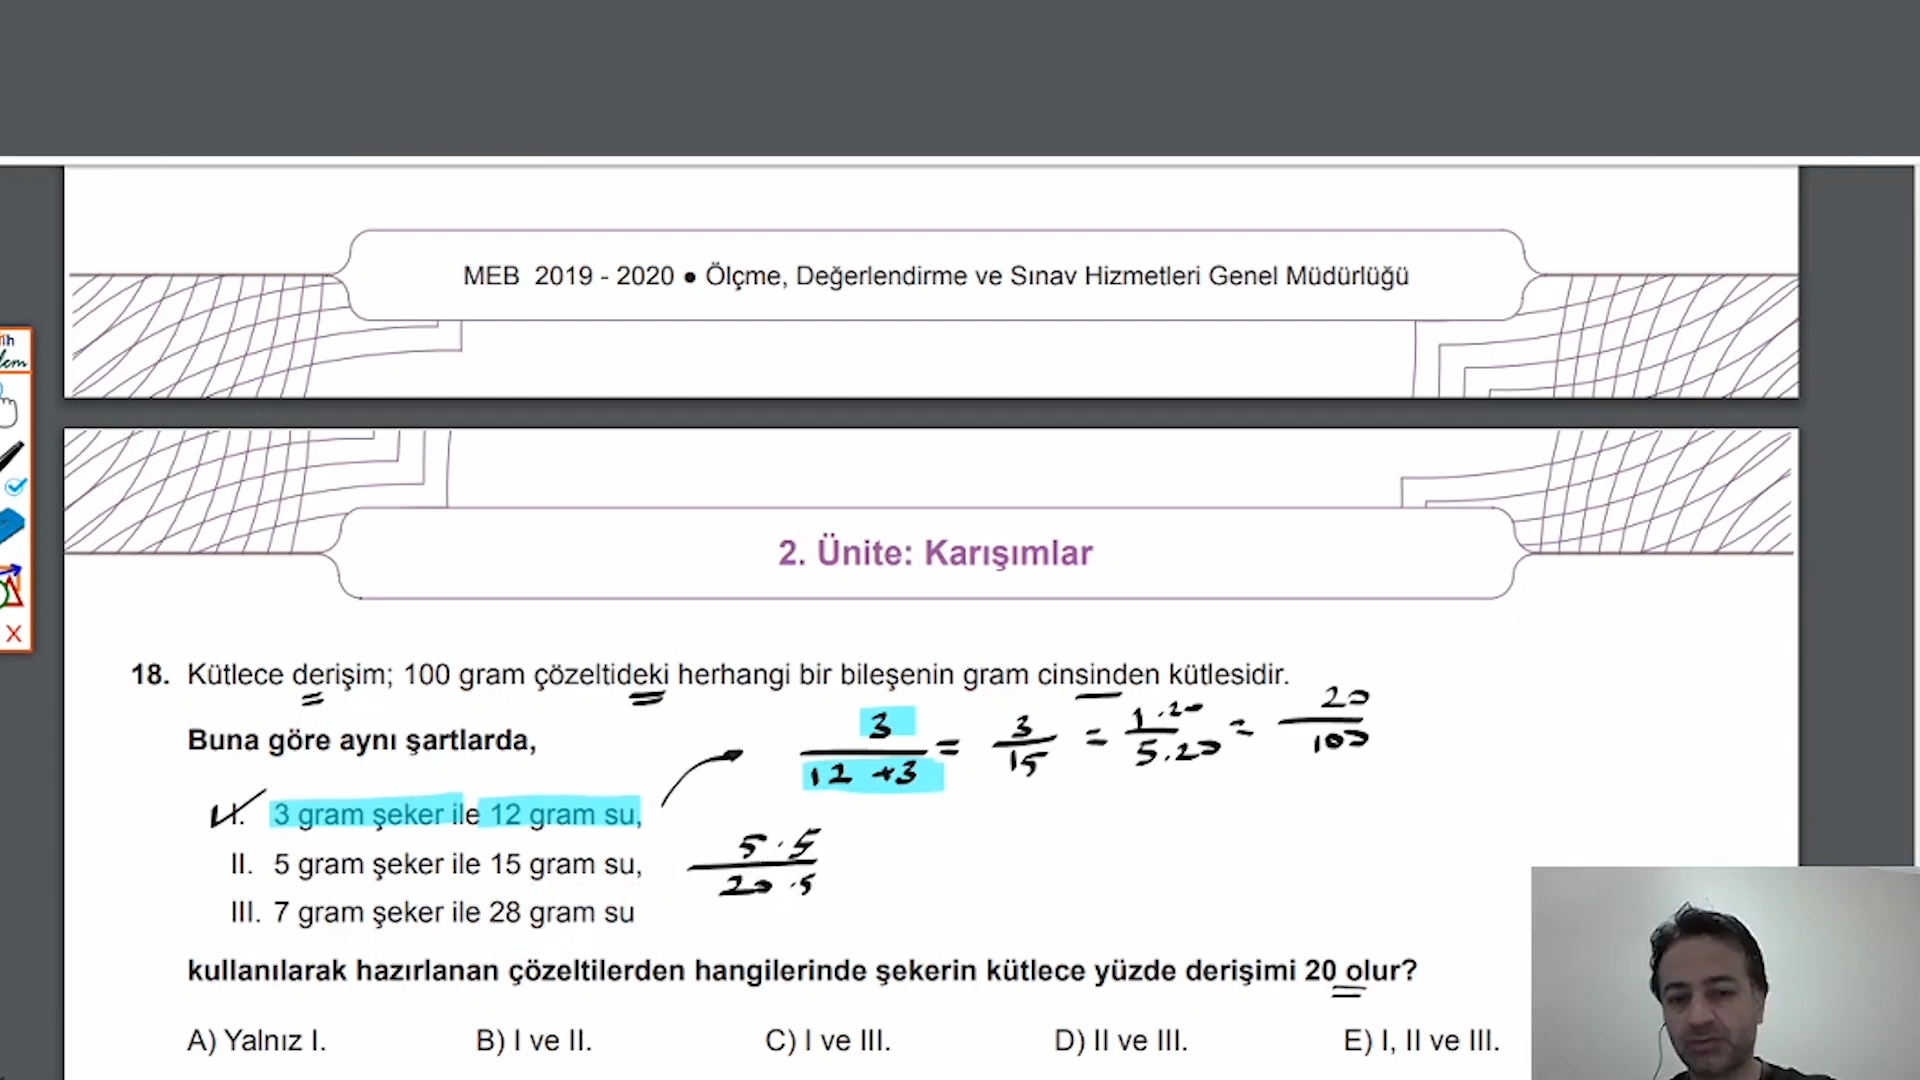 MEB 2019 - 2020 ● Ölçme, Değerlendirme ve Sınav Hizmetleri Genel Müdürlüğü
2. Ünite: Karışımlar
18. Kütlece derişim; 100 gram çözeltideki herhangi bir bileşenin gram cinsinden kütlesidir.
Buna göre aynı şartlarda,
3 / 12 + 3 = 3 / 15 = 1 . 20 / 5 . 20 = 20 / 100
I. 3 gram şeker ile 12 gram su,
II. 5 gram şeker ile 15 gram su,
5 . 5 / 20 . 5
III. 7 gram şeker ile 28 gram su
kullanılarak hazırlanan çözeltilerden hangilerinde şekerin kütlece yüzde derişimi 20 olur?
A) Yalnız I. B) I ve II. C) I ve III. D) II ve III. E) I, II ve III.